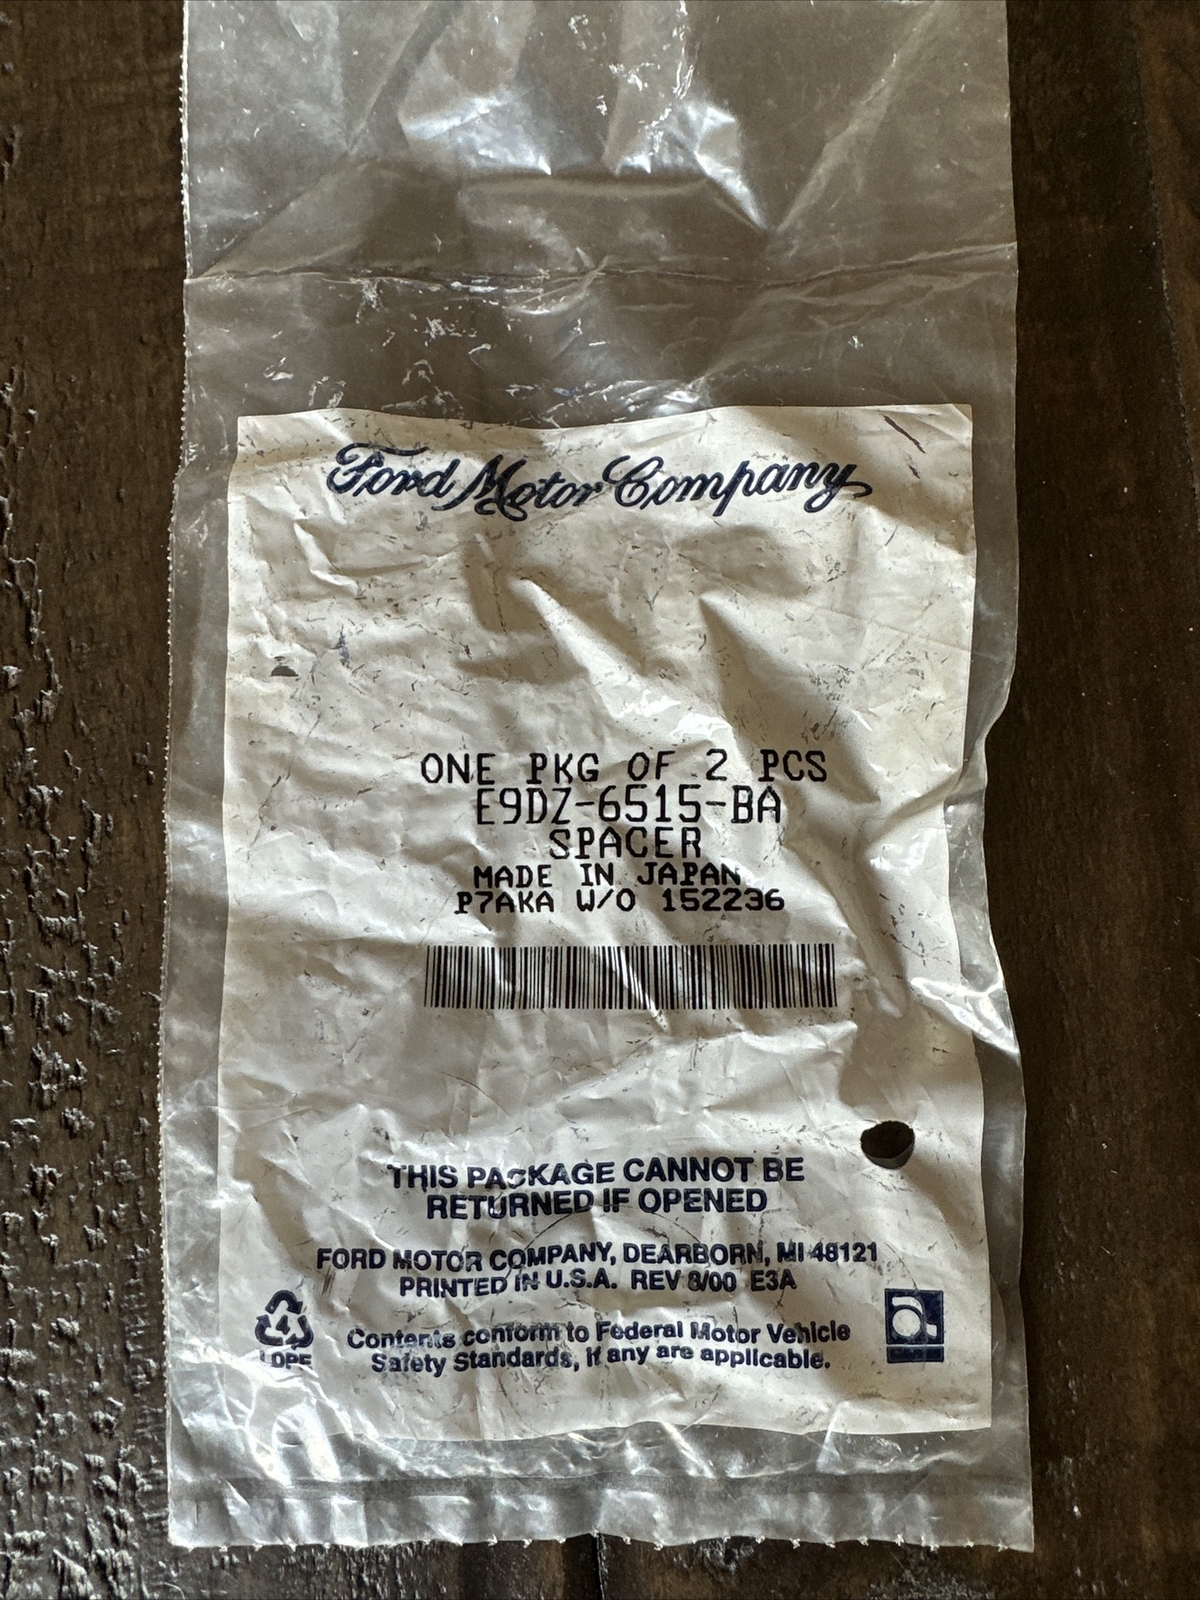 Ford Motor Company
ONE PKG OF 2 PCS
E9DZ-6515-BA
SPACER
MADE IN JAPAN
P7AKA W/O 152236
THIS PACKAGE CANNOT BE
RETURNED IF OPENED
FORD MOTOR COMPANY, DEARBORN, MI 48121
PRINTED IN U.S.A. REV 8/00 E3A
4
LDPE
Contents conform to Federal Motor Vehicle
Safety Standards, if any are applicable.